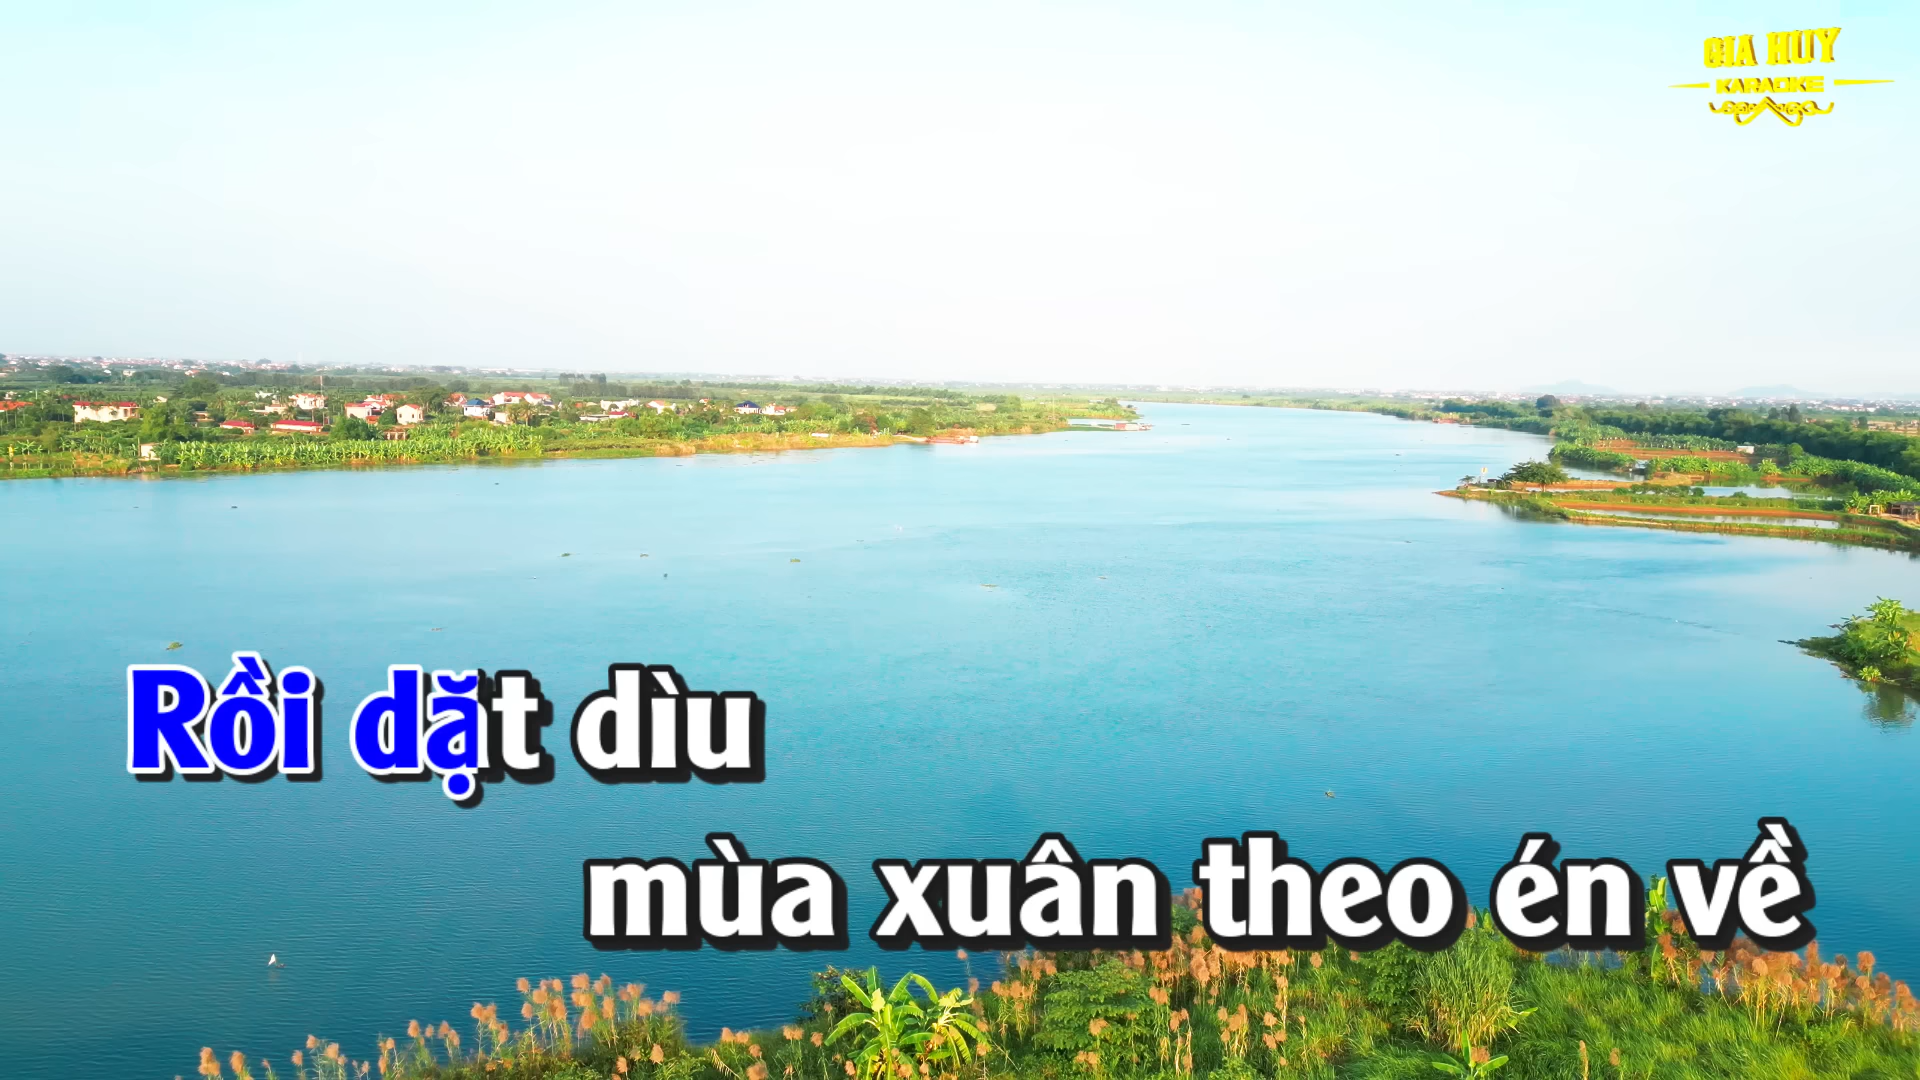 GIA HUY
KARAOKE
Rồi dặt dìu
mùa xuân theo én về